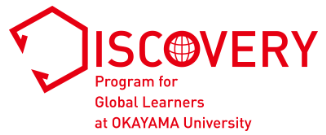 DISCOVERY
Program for
Global Learners
at OKAYAMA University